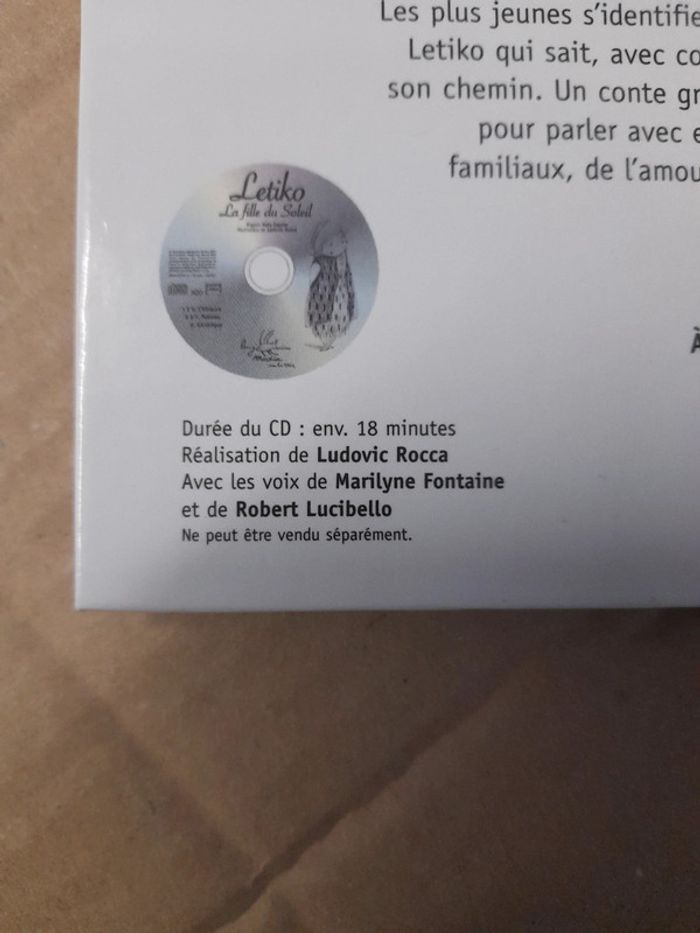 Les plus jeunes s'identifie
Letiko qui sait, avec co
son chemin. Un conte gr
pour parler avec e
familiaux, de l'amou
Letiko
La fille du Soleil
À
Durée du CD : env. 18 minutes
Réalisation de Ludovic Rocca
Avec les voix de Marilyne Fontaine
et de Robert Lucibello
Ne peut être vendu séparément.